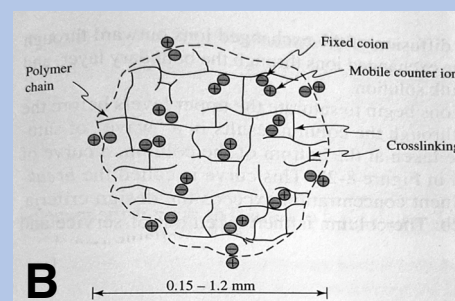 Fixed coion
Polymer
chain
Mobile counter ion
Crosslinking
B
0.15 – 1.2 mm